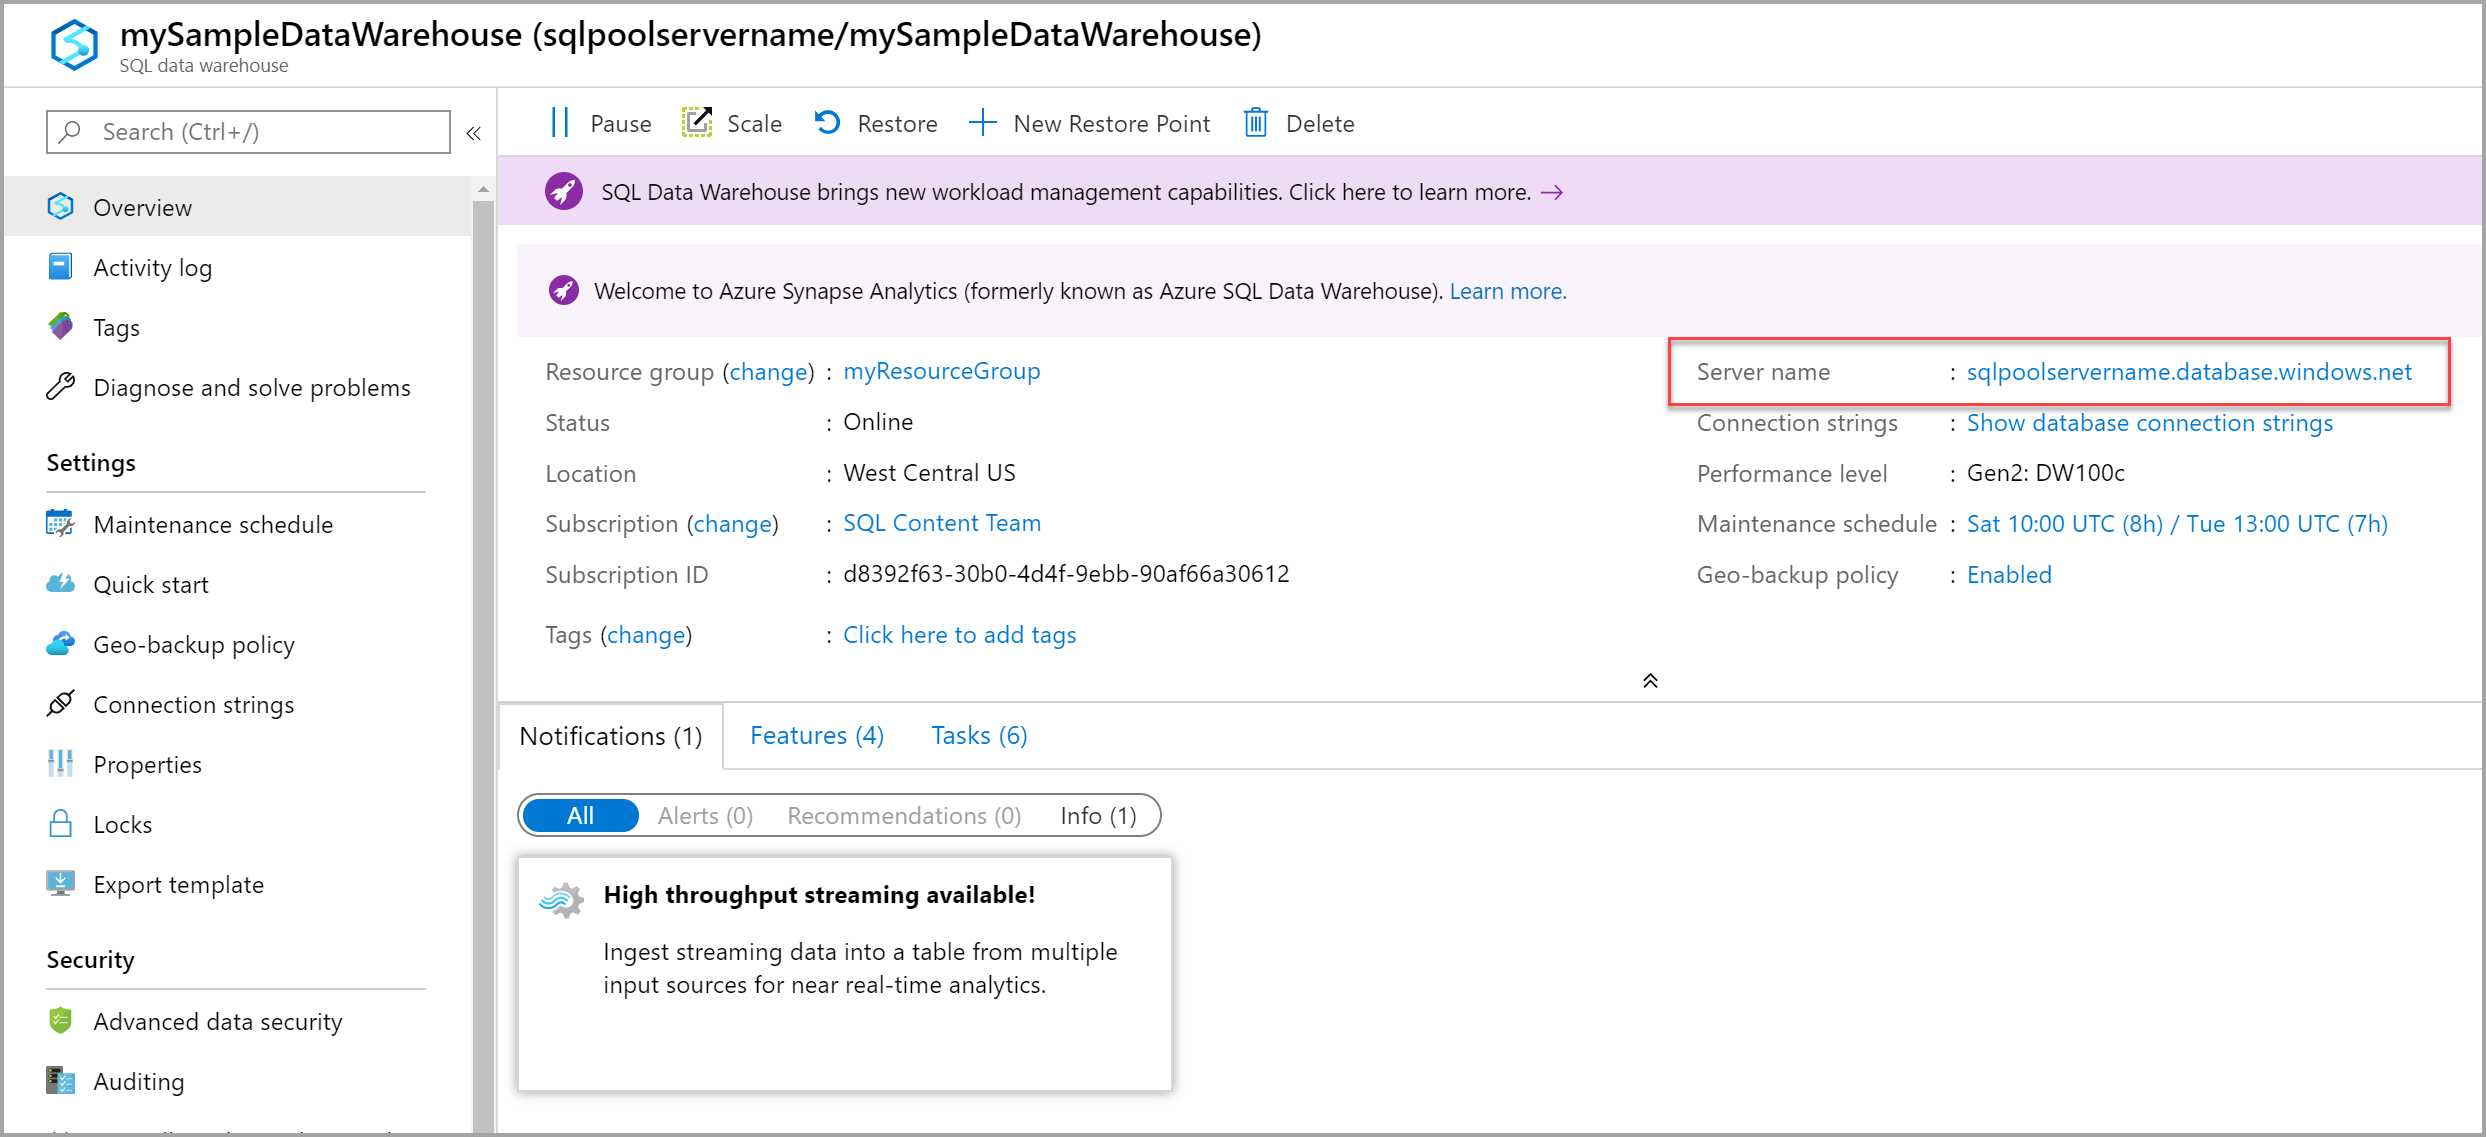 mySampleDataWarehouse (sqlpoolservername/mySampleDataWarehouse)
SQL data warehouse
Search (Ctrl+/)
«
Overview
Activity log
Tags
Diagnose and solve problems
Settings
Maintenance schedule
Quick start
Geo-backup policy
Connection strings
Properties
Locks
Export template
Security
Advanced data security
Auditing
Pause Scale Restore New Restore Point Delete
SQL Data Warehouse brings new workload management capabilities. Click here to learn more. →
Welcome to Azure Synapse Analytics (formerly known as Azure SQL Data Warehouse). Learn more.
Resource group (change) : myResourceGroup
Status : Online
Location : West Central US
Subscription (change) : SQL Content Team
Subscription ID : d8392f63-30b0-4d4f-9ebb-90af66a30612
Tags (change) : Click here to add tags
Server name : sqlpoolservername.database.windows.net
Connection strings : Show database connection strings
Performance level : Gen2: DW100c
Maintenance schedule : Sat 10:00 UTC (8h) / Tue 13:00 UTC (7h)
Geo-backup policy : Enabled
Notifications (1) Features (4) Tasks (6)
All Alerts (0) Recommendations (0) Info (1)
High throughput streaming available!
Ingest streaming data into a table from multiple
input sources for near real-time analytics.